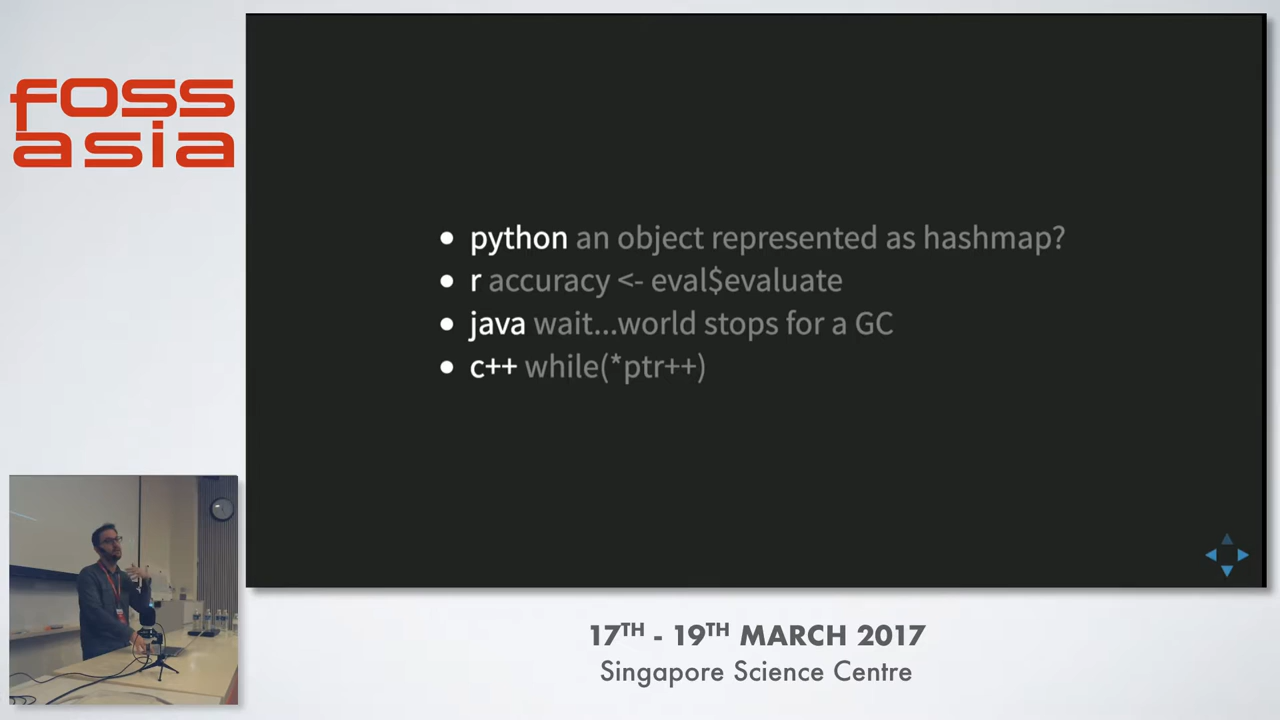 foss
asia
python an object represented as hashmap?
r accuracy <- eval$evaluate
java wait...world stops for a GC
c++ while(*ptr++)
17TH - 19TH MARCH 2017
Singapore Science Centre